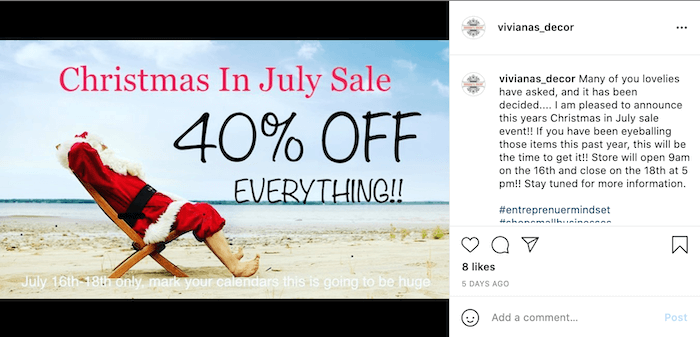 Christmas In July Sale
40% OFF
EVERYTHING!!
July 16th-18th only, mark your calendars this is going to be huge
vivianas_decor
vivianas_decor Many of you lovelies
have asked, and it has been
decided.... I am pleased to announce
this years Christmas in July sale
event!! If you have been eyeballing
those items this past year, this will be
the time to get it!! Store will open 9am
on the 16th and close on the 18th at 5
pm!! Stay tuned for more information.
#entreprenuermindset
8 likes
5 DAYS AGO
Add a comment...
Post